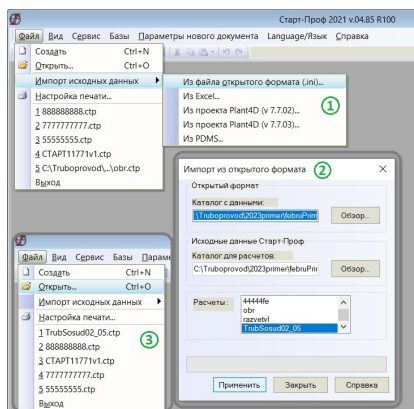 Старт-Проф 2021 v.04.85 R100
Файл Вид Сервис Базы Параметры нового документа Language/Язык Справка
Создать Ctrl+N
Открыть... Ctrl+O
Импорт исходных данных
Настройка печати...
1 888888888.ctp
2 7777777777.ctp
3 55555555.ctp
4 СТАРТ11771v1.ctp
5 C:\Truboprovod\...\obr.ctp
Выход
Из файла открытого формата (.ini)...
Из Excel...
Из проекта Plant4D (v 7.7.02)...
Из проекта Plant4D (v 7.7.03)...
Из PDMS...
1
Импорт из открытого формата 2
Открытый формат
Каталог с данными:
\Truboprovod\2023primer\februPrim
Обзор...
Исходные данные Старт-Проф
Каталог для расчетов:
C:\Truboprovod\2023primer\februPri
Обзор...
Расчеты:
44444fe
obr
razvetvl
TrubSosud02_05
Применить Закрыть Справка
Файл Вид Сервис Базы Параме
Создать Ctrl+N
Открыть... Ctrl+O
Импорт исходных данных
Настройка печати...
1 TrubSosud02_05.ctp
2 888888888.ctp
3 СТАРТ11771v1.ctp
4 7777777777.ctp
5 55555555.ctp
Выход
3